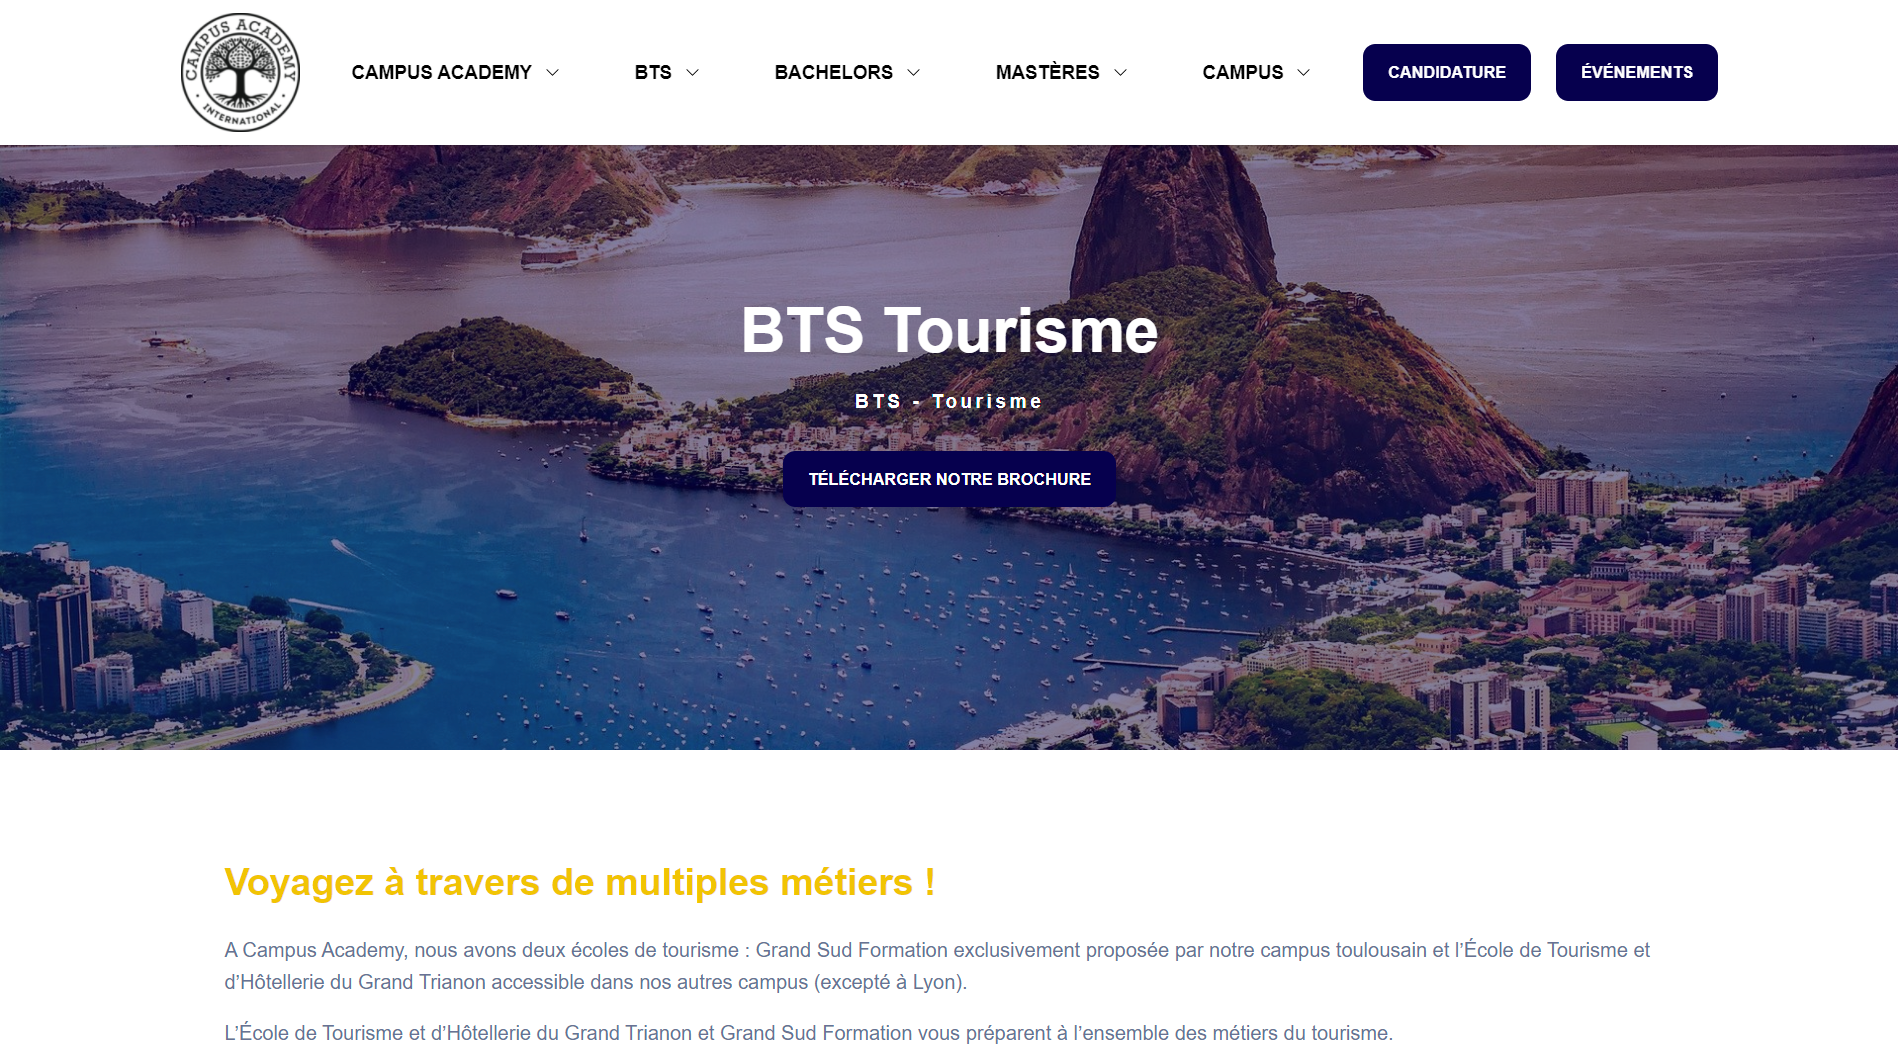 CAMPUS ACADEMY
INTERNATIONAL
CAMPUS ACADEMY
BTS
BACHELORS
MASTÈRES
CAMPUS
CANDIDATURE
ÉVÉNEMENTS
BTS Tourisme
BTS - Tourisme
TÉLÉCHARGER NOTRE BROCHURE
Voyagez à travers de multiples métiers !
A Campus Academy, nous avons deux écoles de tourisme : Grand Sud Formation exclusivement proposée par notre campus toulousain et l’École de Tourisme et
d’Hôtellerie du Grand Trianon accessible dans nos autres campus (excepté à Lyon).
L’École de Tourisme et d’Hôtellerie du Grand Trianon et Grand Sud Formation vous préparent à l’ensemble des métiers du tourisme.